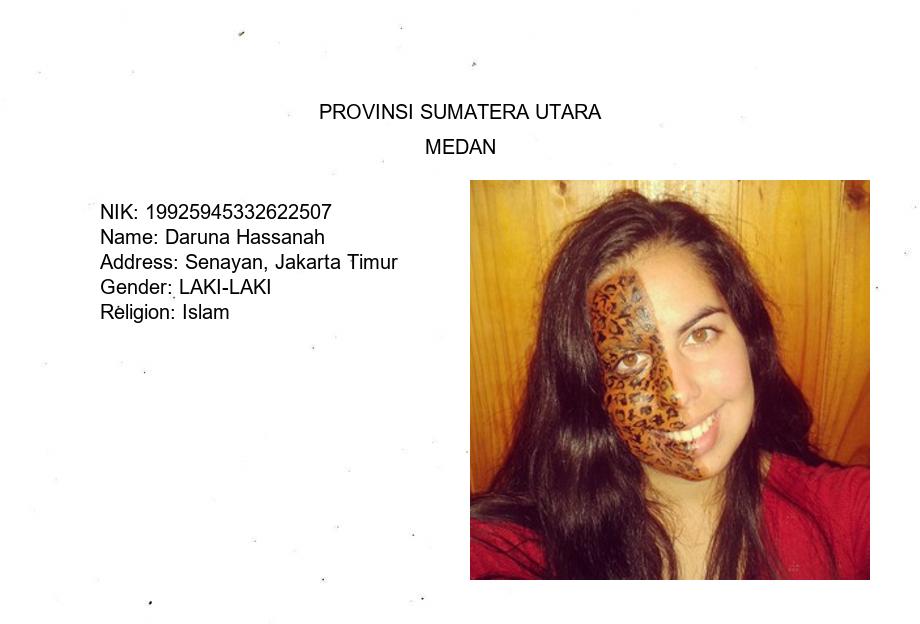 PROVINSI SUMATERA UTARA
MEDAN
NIK: 19925945332622507
Name: Daruna Hassanah
Address: Senayan, Jakarta Timur
Gender: LAKI-LAKI
Religion: Islam